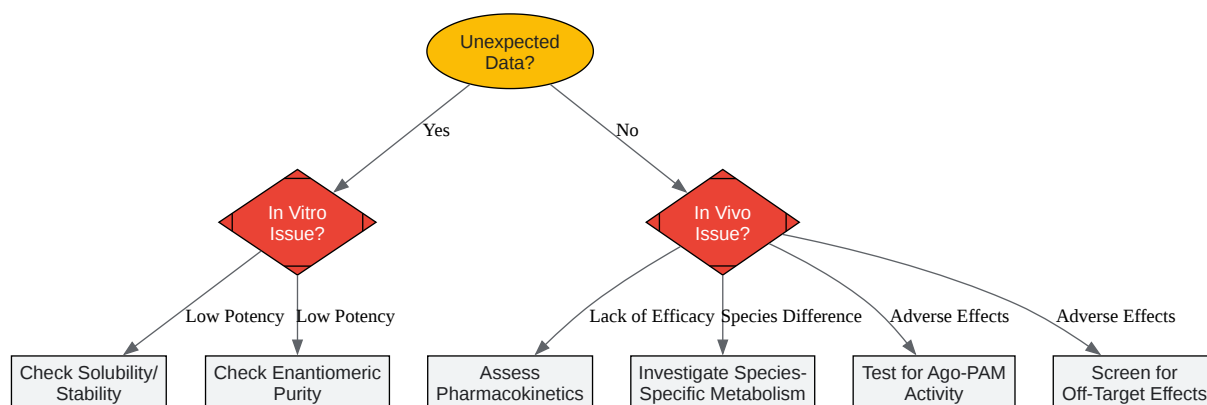 Unexpected
Data?
Yes
No
In Vitro
Issue?
In Vivo
Issue?
Low Potency
Low Potency
Lack of Efficacy
Species Difference
Adverse Effects
Adverse Effects
Check Solubility/
Stability
Check Enantiomeric
Purity
Assess
Pharmacokinetics
Investigate Species-
Specific Metabolism
Test for Ago-PAM
Activity
Screen for
Off-Target Effects